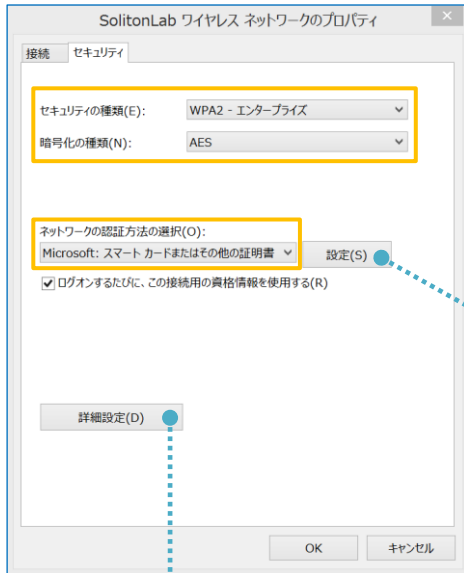 SolitonLab ワイヤレス ネットワークのプロパティ
接続 セキュリティ
セキュリティの種類(E): WPA2 - エンタープライズ
暗号化の種類(N): AES
ネットワークの認証方法の選択(O):
Microsoft: スマート カードまたはその他の証明書 設定(S)
ログオンするたびに、この接続用の資格情報を使用する(R)
詳細設定(D)
OK キャンセル